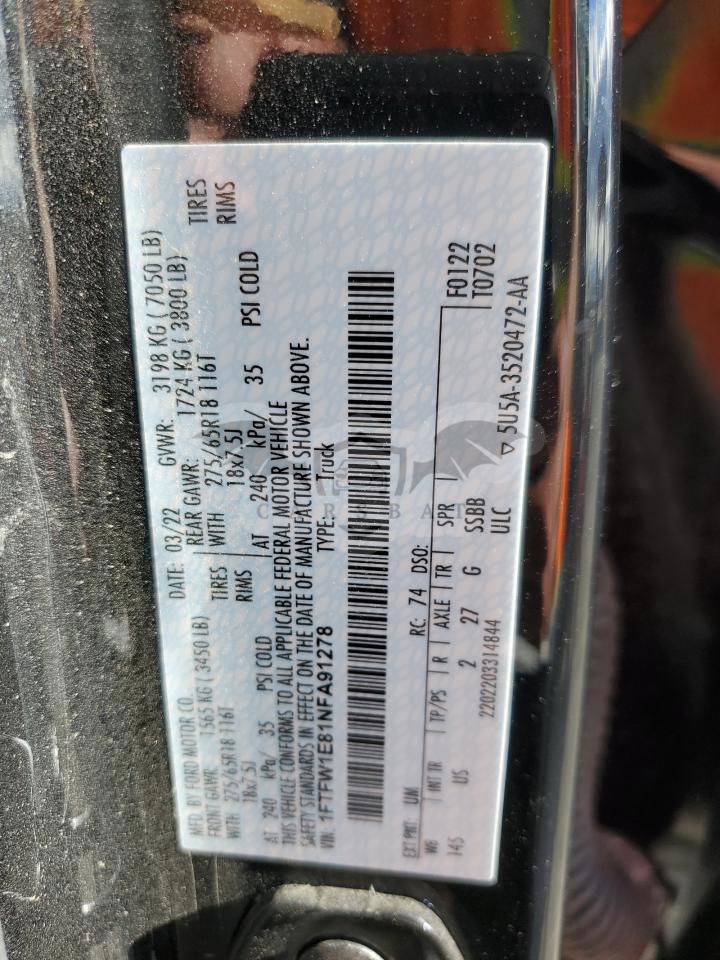 MFD. BY FORD MOTOR CO.
DATE: 03/22 GVWR: 3198 KG ( 7050 LB)
FRONT GAWR: 1565 KG ( 3450 LB) REAR GAWR: 1724 KG ( 3800 LB)
WITH 275/65R18 116T TIRES WITH 275/65R18 116T TIRES
18x7.5J RIMS 18x7.5J RIMS
AT 240 kPa/ 35 PSI COLD AT 240 kPa/ 35 PSI COLD
THIS VEHICLE CONFORMS TO ALL APPLICABLE FEDERAL MOTOR VEHICLE
SAFETY STANDARDS IN EFFECT ON THE DATE OF MANUFACTURE SHOWN ABOVE.
VIN: 1FTFW1E81NFA91278 TYPE: Truck
EXT PNT: UM RC: 74 DSO: F0122
WB INT TR TP/PS R AXLE TR SPR T0702
145 US 2 27 G SSBB
2202203314844 ULC
5U5A-3520472-AA
CARSBAT